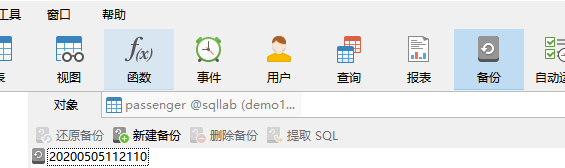 工具 窗口 帮助
表 视图 函数 事件 用户 查询 报表 备份 自动运
f(x)
对象 passenger @sqllab (demo1...
还原备份 新建备份 删除备份 提取 SQL
20200505112110